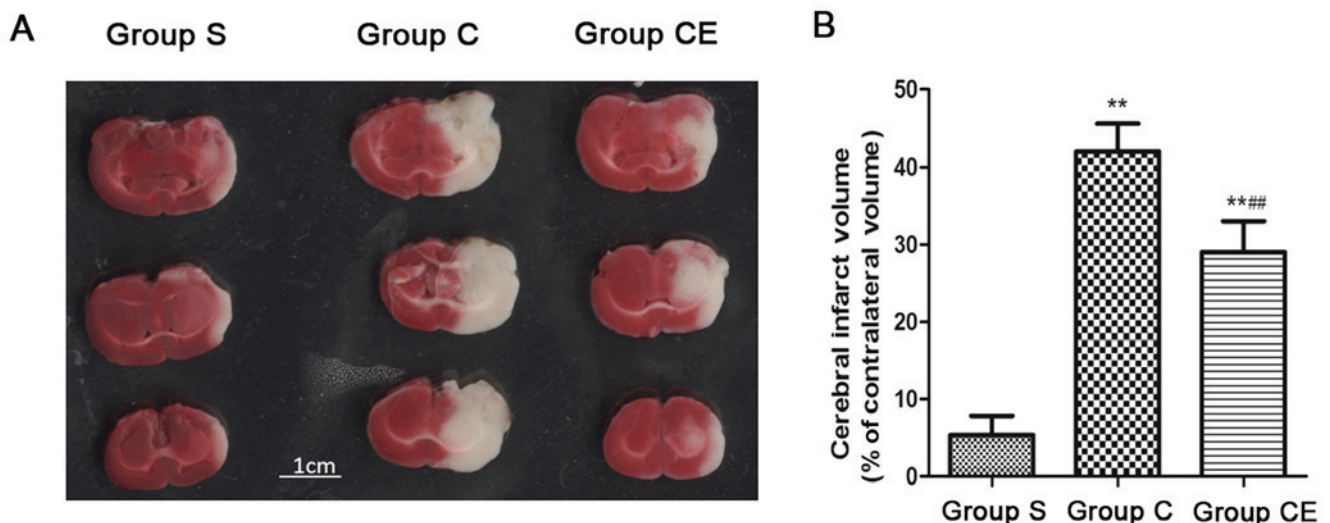 A
Group S
Group C
Group CE
1cm
B
Cerebral infarct volume
(% of contralateral volume)
50
40
30
20
10
0
**
**##
Group S
Group C
Group CE